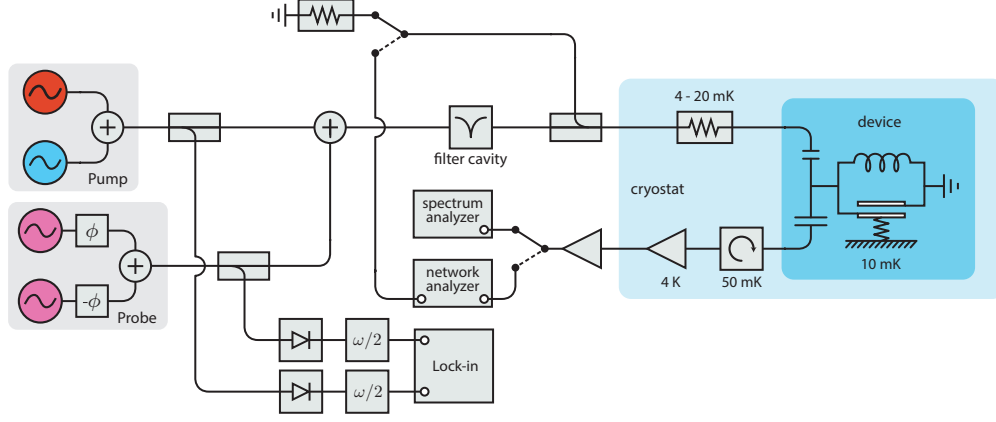 4 - 20 mK
device
Pump
filter cavity
cryostat
spectrum
analyzer
ϕ
-ϕ
Probe
network
analyzer
4 K
50 mK
10 mK
ω/2
Lock-in
ω/2